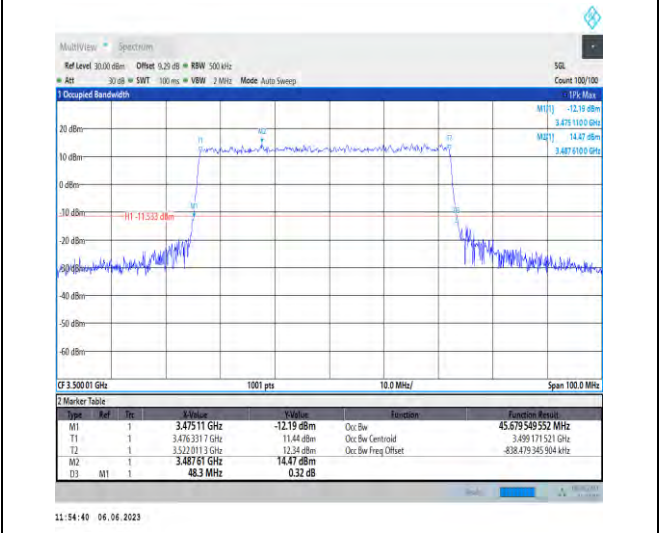 MultiView Spectrum
Ref Level 30.00 dBm Offset 9.29 dB RBW 500 kHz SGL
Att 30 dB SWT 100 ms VBW 2 MHz Mode Auto Sweep Count 100/100
1 Occupied Bandwidth 1Pk Max
M1[1] -12.19 dBm
3.475 1100 GHz
M2[1] 14.47 dBm
3.487 6100 GHz
20 dBm
T1 M2 T2
10 dBm
0 dBm
-10 dBm
M1
H1 -11.533 dBm
-20 dBm
-30 dBm
-40 dBm
-50 dBm
-60 dBm
CF 3.500 01 GHz 1001 pts 10.0 MHz/ Span 100.0 MHz
2 Marker Table
Type Ref Trc X-Value Y-Value Function Function Result
M1 1 3.475 11 GHz -12.19 dBm Occ Bw 45.679 549 552 MHz
T1 1 3.476 331 7 GHz 11.44 dBm Occ Bw Centroid 3.499 171 521 GHz
T2 1 3.522 011 3 GHz 12.34 dBm Occ Bw Freq Offset -838.479 345 904 kHz
M2 1 3.487 61 GHz 14.47 dBm
D3 M1 1 48.3 MHz 0.32 dB
11:54:40 06.06.2023